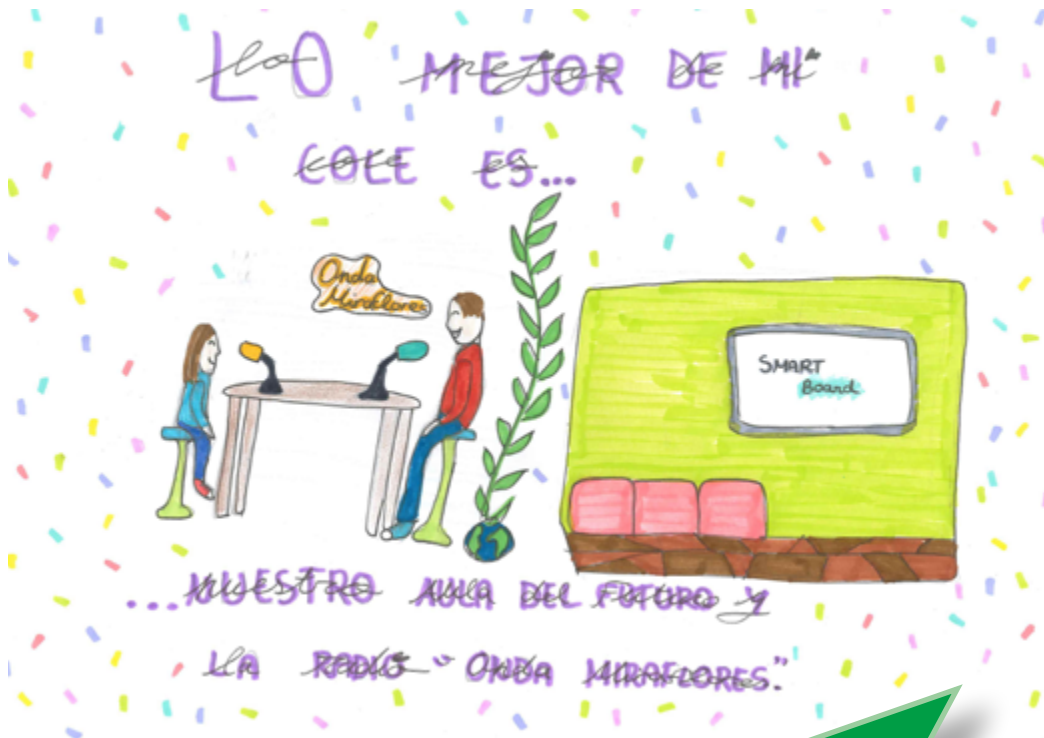 LO MEJOR DE MI
COLE ES...
Onda
Miraflores
SMART
Board
...NUESTRO AULA DEL FUTURO Y
LA RADIO "ONDA MIRAFLORES."